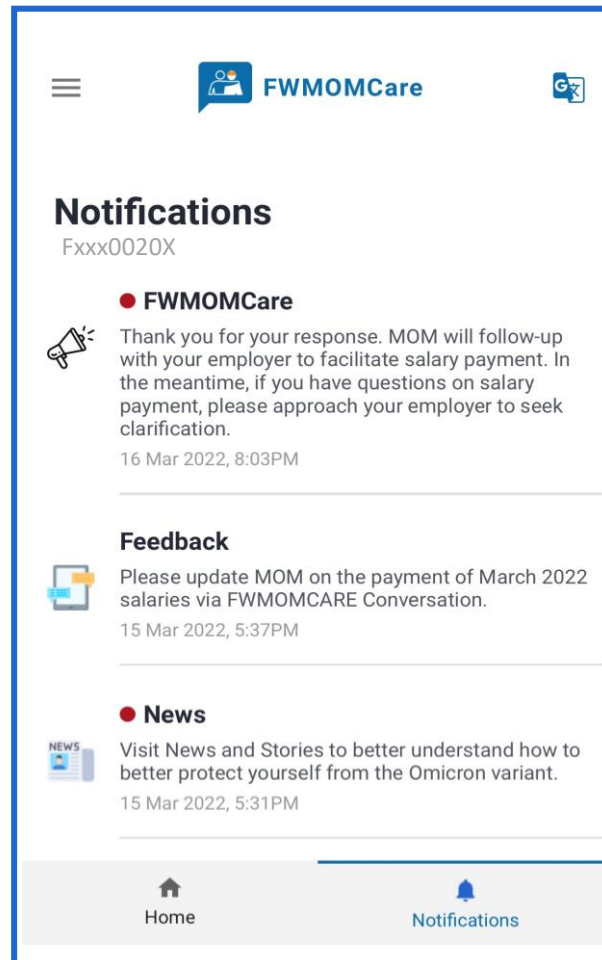 FWMOMCare
G文
Notifications
Fxxx0020X
FWMOMCare
Thank you for your response. MOM will follow-up
with your employer to facilitate salary payment. In
the meantime, if you have questions on salary
payment, please approach your employer to seek
clarification.
16 Mar 2022, 8:03PM
Feedback
Please update MOM on the payment of March 2022
salaries via FWMOMCARE Conversation.
15 Mar 2022, 5:37PM
News
NEWS
Visit News and Stories to better understand how to
better protect yourself from the Omicron variant.
15 Mar 2022, 5:31PM
Home
Notifications